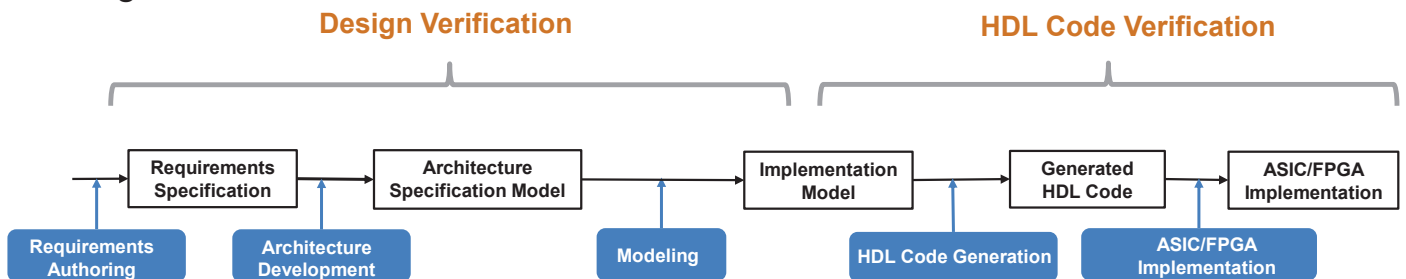 Design Verification
HDL Code Verification
Requirements
Specification
Architecture
Specification Model
Implementation
Model
Generated
HDL Code
ASIC/FPGA
Implementation
Requirements
Authoring
Architecture
Development
Modeling
HDL Code Generation
ASIC/FPGA
Implementation